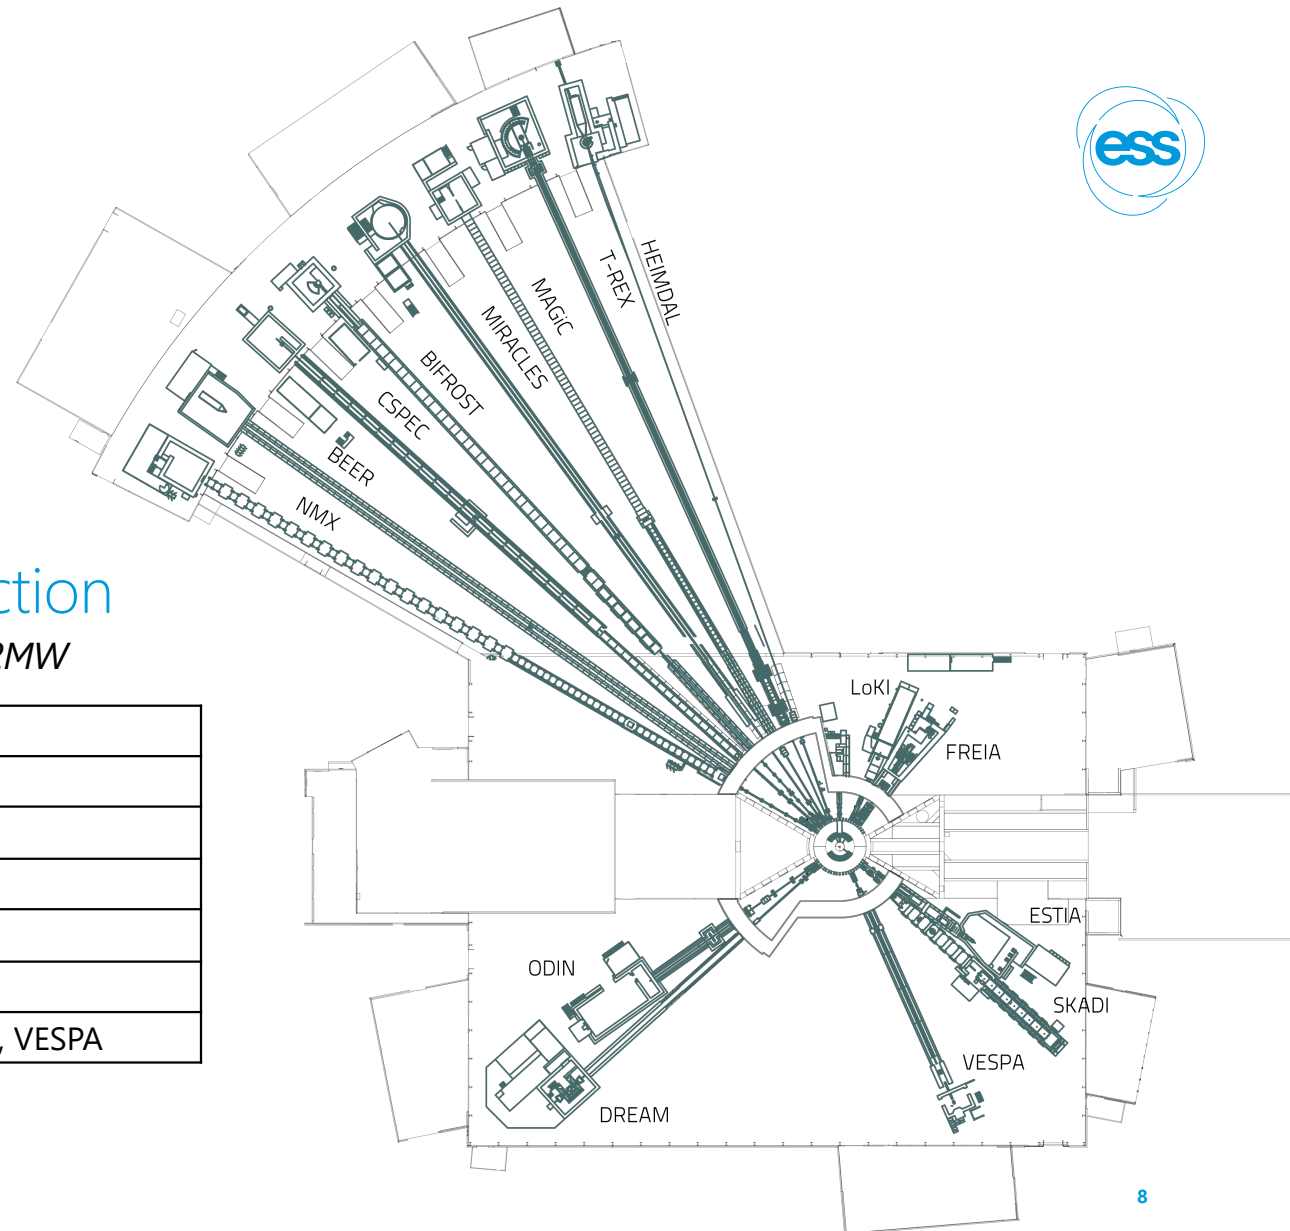 ess
HEIMDAL
T-REX
MAGiC
MIRACLES
BIFROST
CSPEC
BEER
NMX
ction
2MW
LoKI
FREIA
ESTIA
ODIN
SKADI
, VESPA
VESPA
DREAM
8